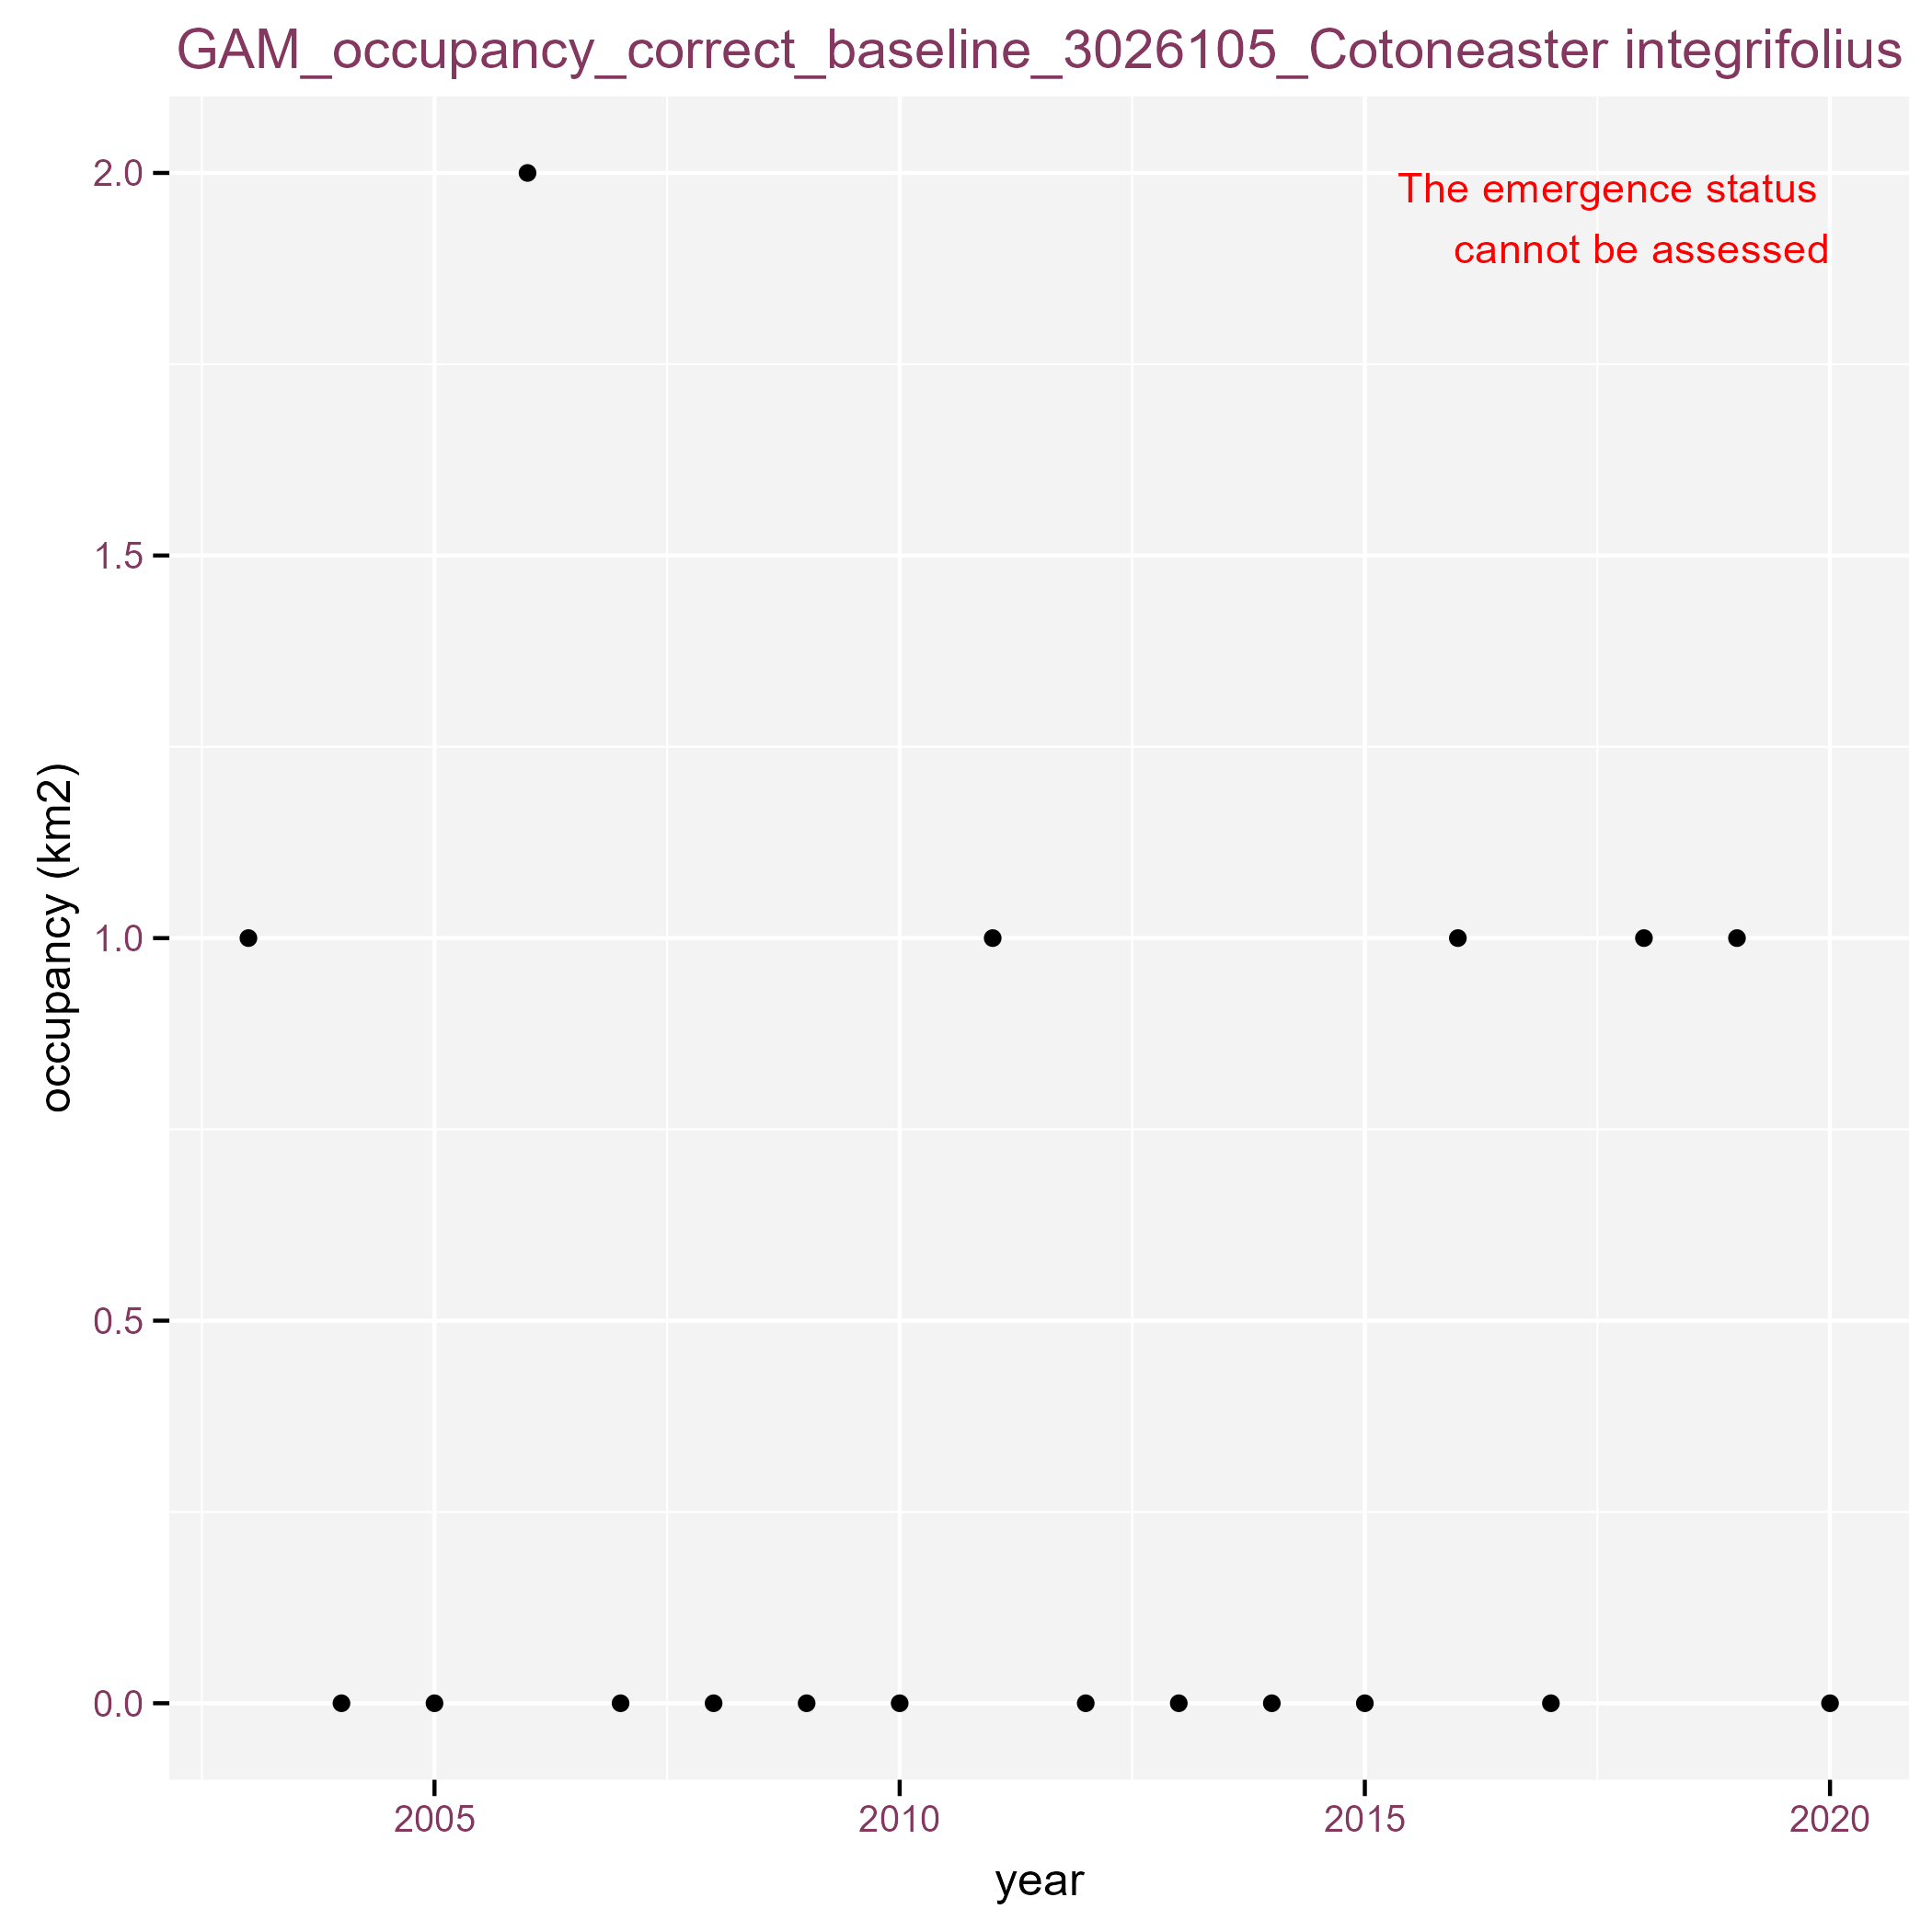 GAM_occupancy_correct_baseline_3026105_Cotoneaster integrifolius
2.0
The emergence status
cannot be assessed
1.5
1.0
0.5
0.0
occupancy (km2)
2005
2010
2015
2020
year